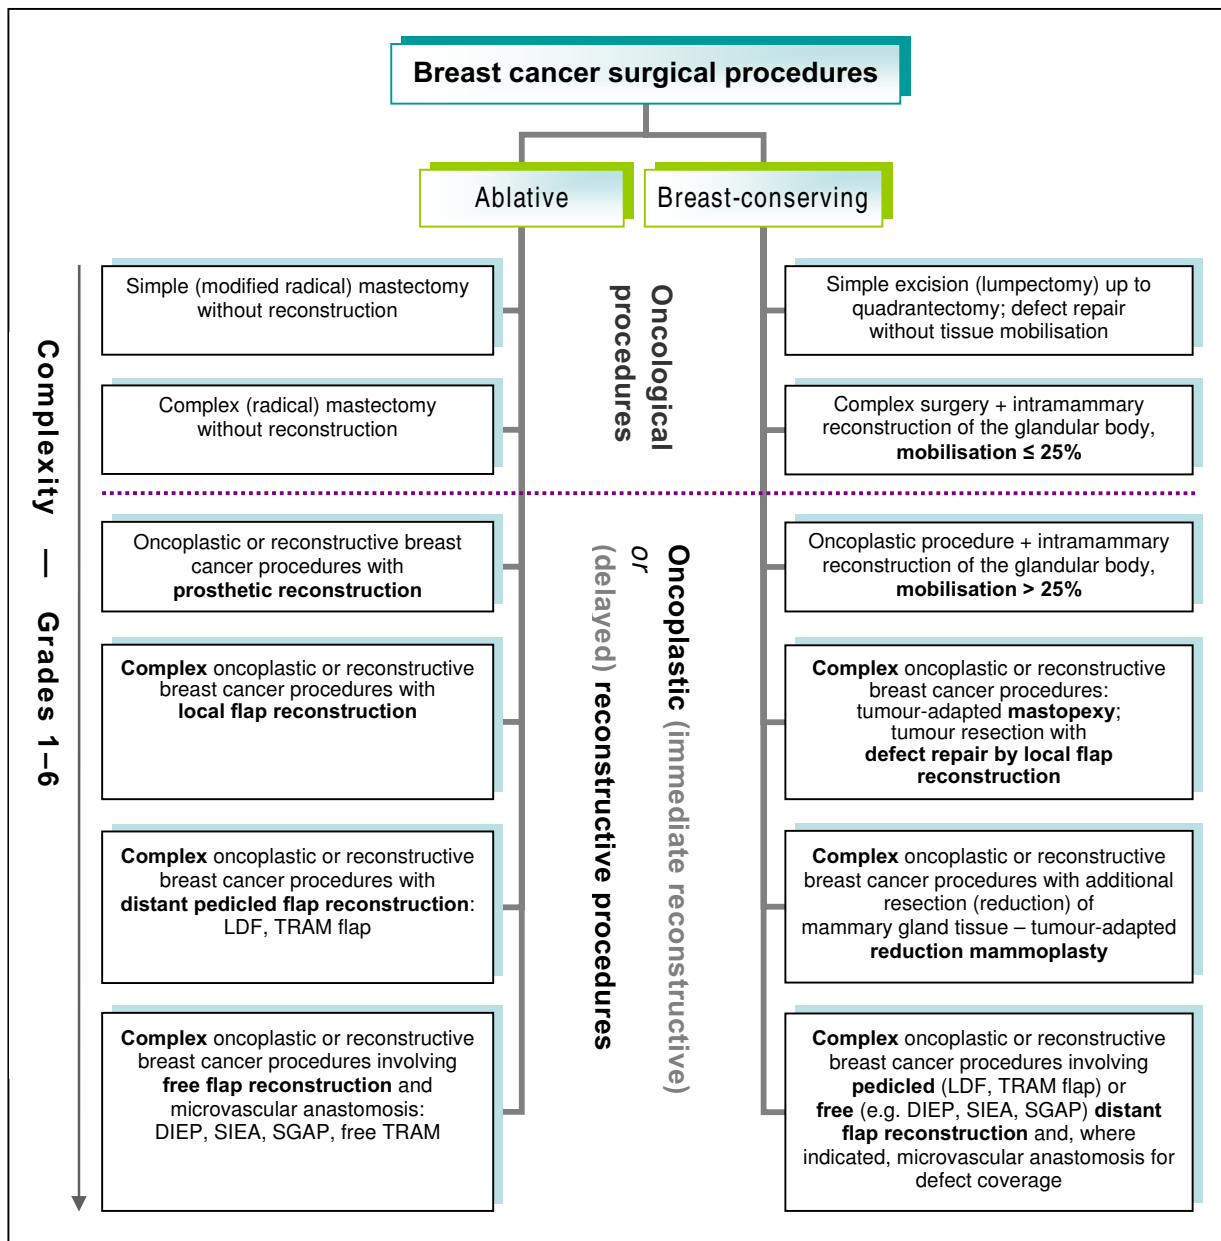 Breast cancer surgical procedures
Ablative
Breast-conserving
Complexity — Grades 1–6
Oncological
procedures
Simple (modified radical) mastectomy
without reconstruction
Simple excision (lumpectomy) up to
quadrantectomy; defect repair
without tissue mobilisation
Complex (radical) mastectomy
without reconstruction
Complex surgery + intramammary
reconstruction of the glandular body,
mobilisation ≤ 25%
Oncoplastic (immediate reconstructive)
or
(delayed) reconstructive procedures
Oncoplastic or reconstructive breast
cancer procedures with
prosthetic reconstruction
Oncoplastic procedure + intramammary
reconstruction of the glandular body,
mobilisation > 25%
Complex oncoplastic or reconstructive
breast cancer procedures with
local flap reconstruction
Complex oncoplastic or reconstructive
breast cancer procedures:
tumour-adapted mastopexy;
tumour resection with
defect repair by local flap
reconstruction
Complex oncoplastic or reconstructive
breast cancer procedures with
distant pedicled flap reconstruction:
LDF, TRAM flap
Complex oncoplastic or reconstructive
breast cancer procedures with additional
resection (reduction) of
mammary gland tissue – tumour-adapted
reduction mammoplasty
Complex oncoplastic or reconstructive
breast cancer procedures involving
free flap reconstruction and
microvascular anastomosis:
DIEP, SIEA, SGAP, free TRAM
Complex oncoplastic or reconstructive
breast cancer procedures involving
pedicled (LDF, TRAM flap) or
free (e.g. DIEP, SIEA, SGAP) distant
flap reconstruction and, where
indicated, microvascular anastomosis for
defect coverage